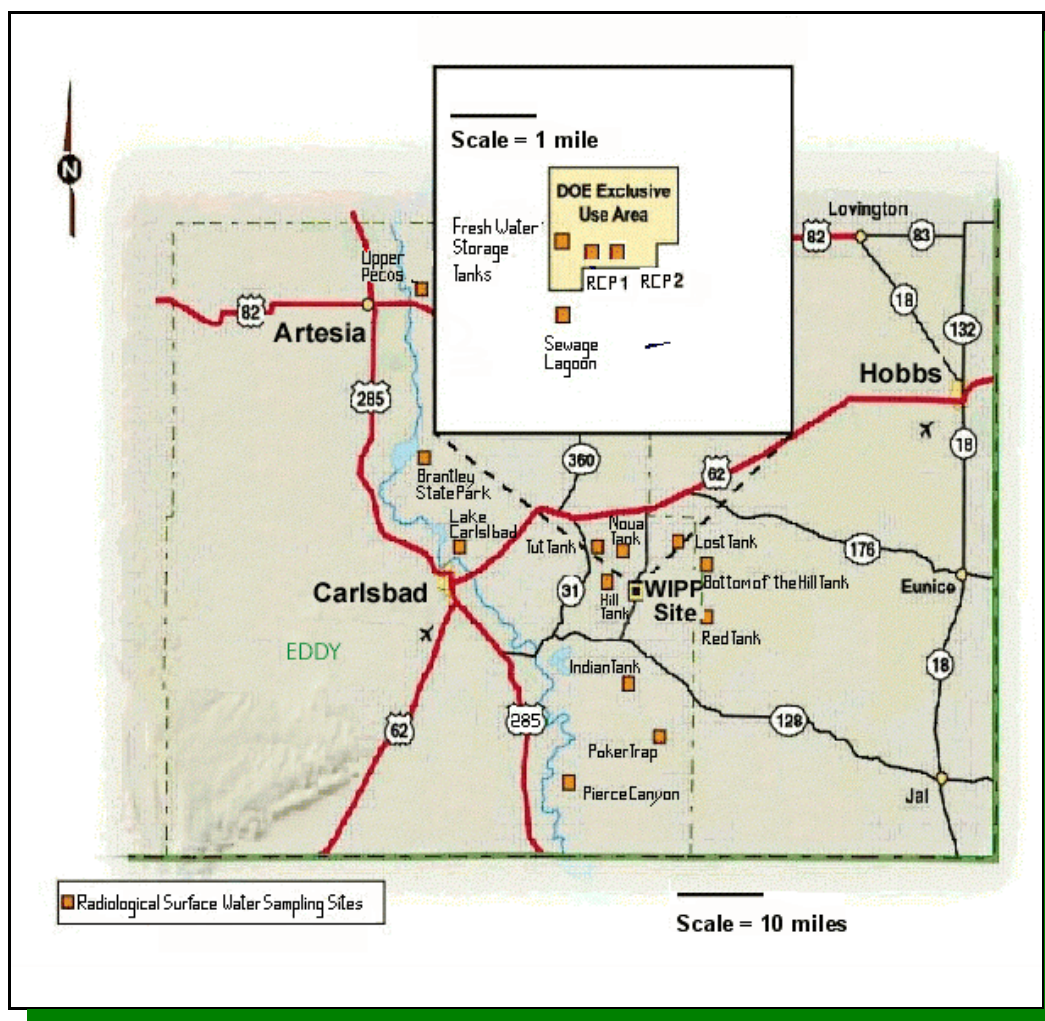 Scale = 1 mile
DOE Exclusive
Use Area
Fresh Water
Storage
Tanks
RCP1
RCP2
Sewage
Lagoon
N
Lovington
82
83
Upper
Pecos
82
Artesia
18
132
Hobbs
285
18
360
62
Brantley
State Park
Lake
Carlslbad
Tut Tank
Noua
Tank
Lost Tank
176
Bottom of the Hill Tank
Eunice
Carlsbad
31
Hill
Tank
WIPP
Site
Red Tank
EDDY
Indian Tank
18
62
285
128
Poker Trap
Pierce Canyon
Jal
Radiological Surface Water Sampling Sites
Scale = 10 miles